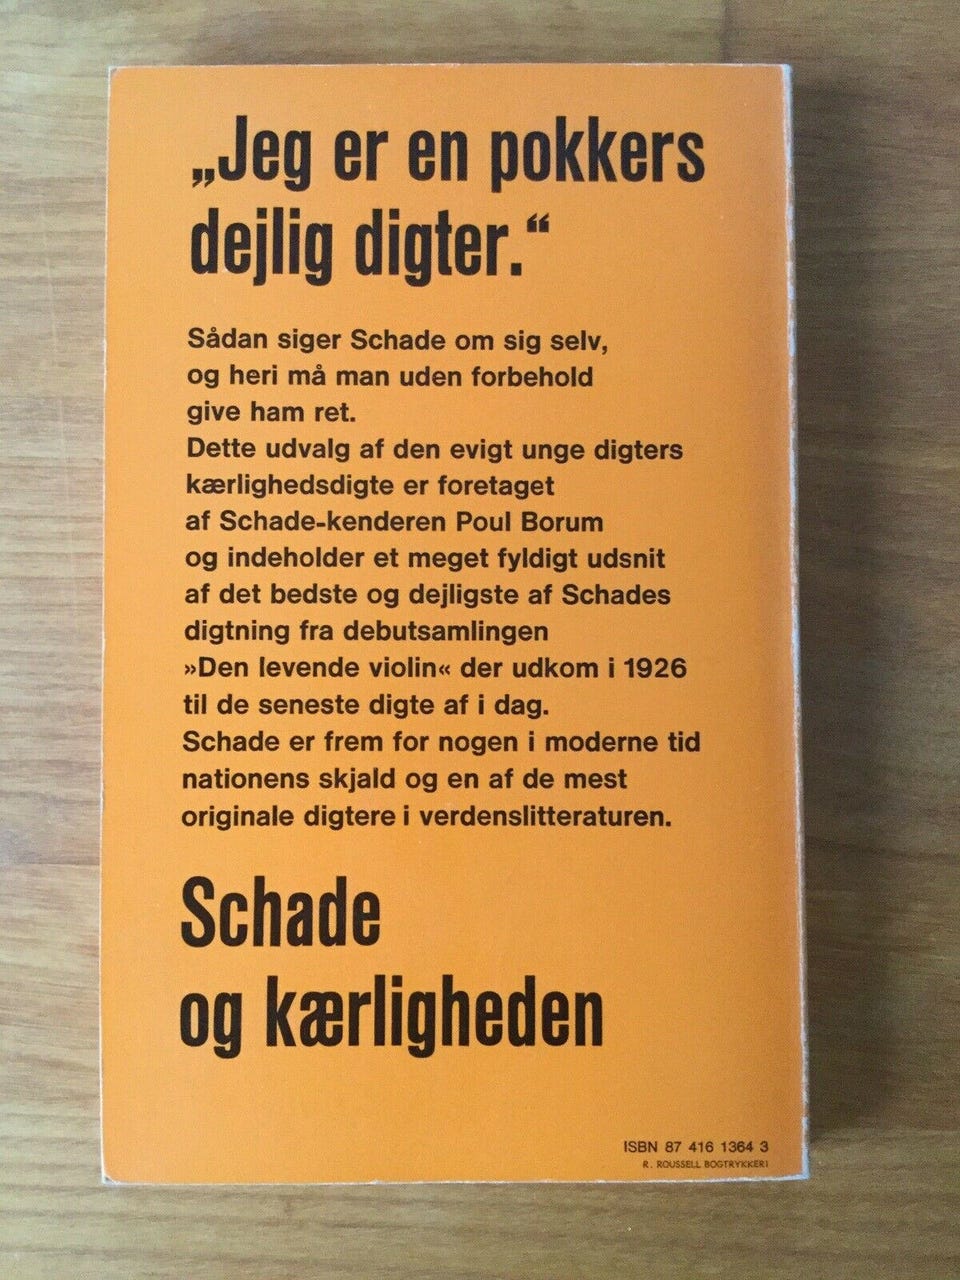 „Jeg er en pokkers
dejlig digter.“
Sådan siger Schade om sig selv,
og heri må man uden forbehold
give ham ret.
Dette udvalg af den evigt unge digters
kærlighedsdigte er foretaget
af Schade-kenderen Poul Borum
og indeholder et meget fyldigt udsnit
af det bedste og dejligste af Schades
digtning fra debutsamlingen
»Den levende violin« der udkom i 1926
til de seneste digte af i dag.
Schade er frem for nogen i moderne tid
nationens skjald og en af de mest
originale digtere i verdenslitteraturen.
Schade
og kærligheden
ISBN 87 416 1364 3
R. ROUSSELL BOGTRYKKERI